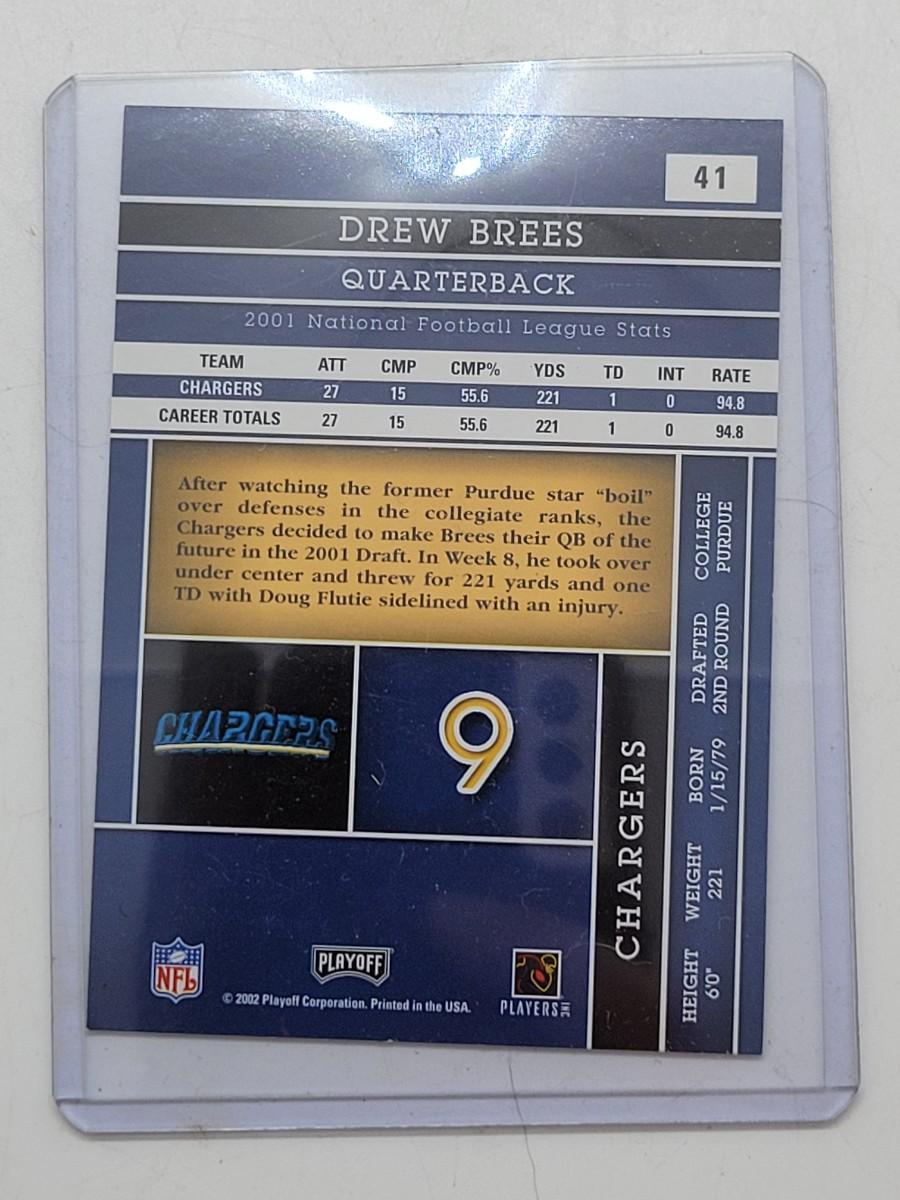 41
DREW BREES
QUARTERBACK
2001 National Football League Stats
TEAM ATT CMP CMP% YDS TD INT RATE
CHARGERS 27 15 55.6 221 1 0 94.8
CAREER TOTALS 27 15 55.6 221 1 0 94.8
After watching the former Purdue star “boil”
over defenses in the collegiate ranks, the
Chargers decided to make Brees their QB of the
future in the 2001 Draft. In Week 8, he took over
under center and threw for 221 yards and one
TD with Doug Flutie sidelined with an injury.
CHARGERS
9
CHARGERS
HEIGHT WEIGHT BORN DRAFTED COLLEGE
6'0" 221 1/15/79 2ND ROUND PURDUE
NFL
PLAYOFF
PLAYERS INC
© 2002 Playoff Corporation. Printed in the USA.